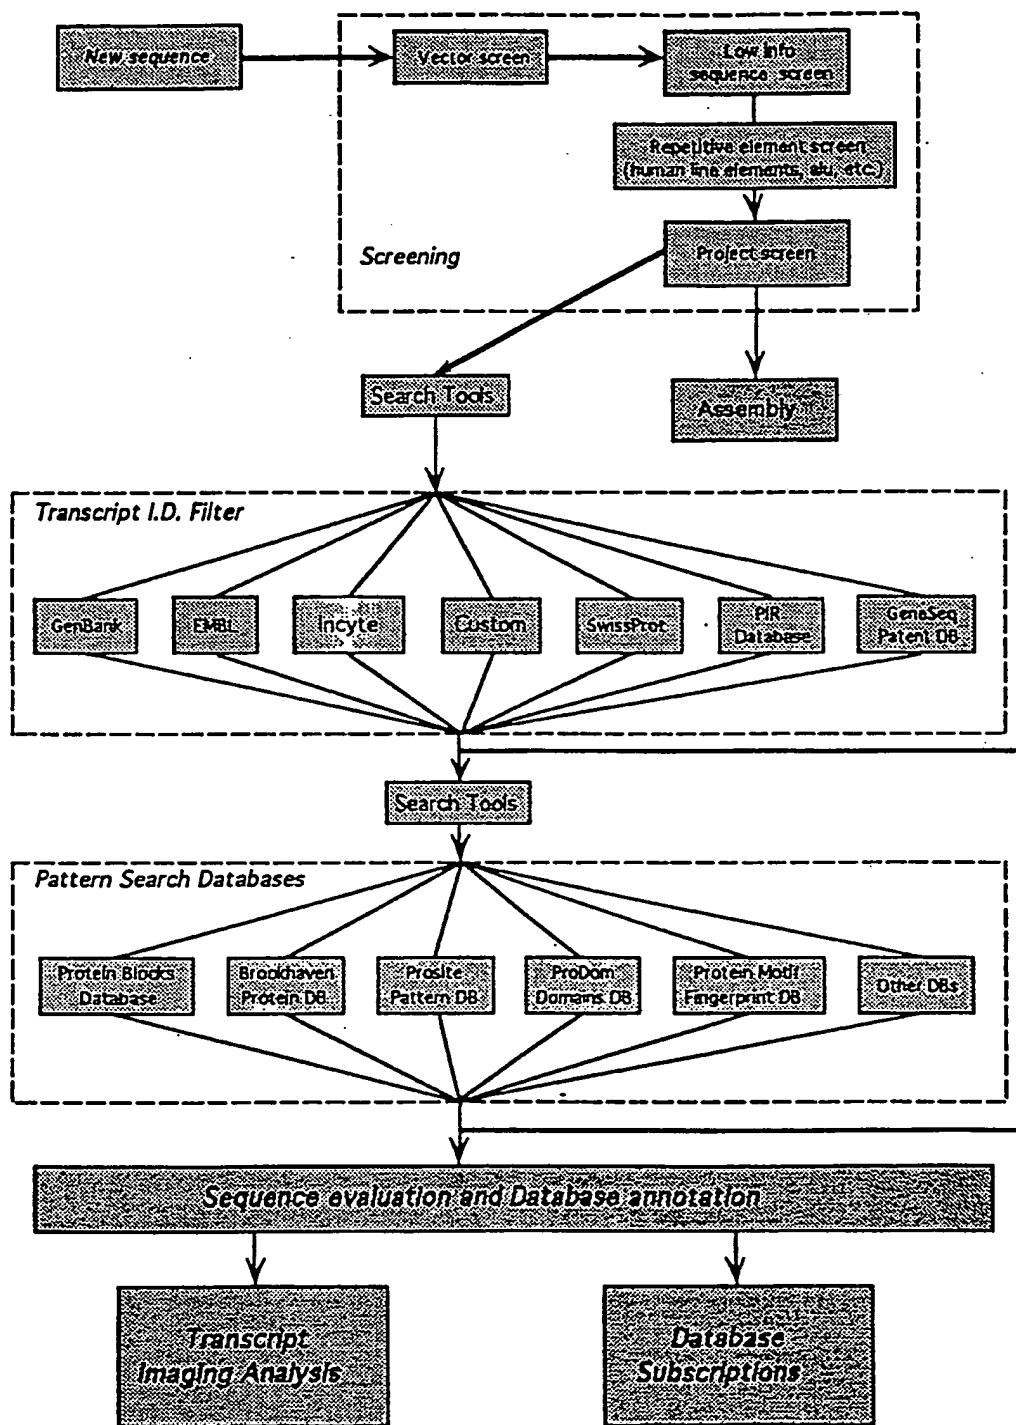 New sequence
Vector screen
Low info
sequence screen
Repetitive element screen
(human line elements, alu, etc.)
Project screen
Screening
Search Tools
Assembly
Transcript I.D. Filter
GenBank
EMBL
Incyte
Custom
SwissProt
PIR
Database
GeneSeq
Patent DB
Search Tools
Pattern Search Databases
Protein Blocks
Database
Brookhaven
Protein DB
Prosite
Pattern DB
ProDom
Domains DB
Protein Motif
Fingerprint DB
Other DBs
Sequence evaluation and Database annotation
Transcript
Imaging Analysis
Database
Subscriptions